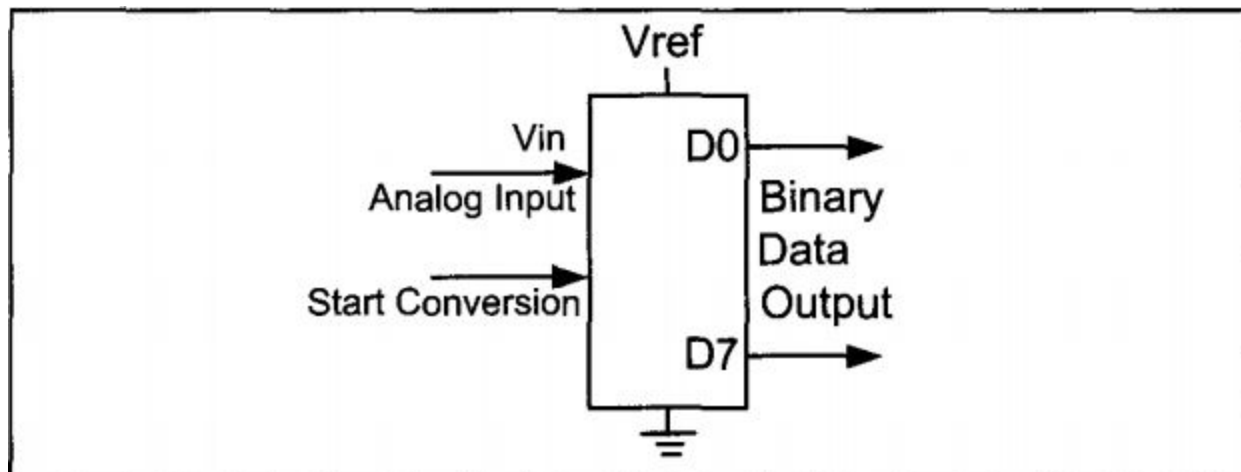 Vref
Vin
Analog Input
Start Conversion
D0
Binary
Data
Output
D7